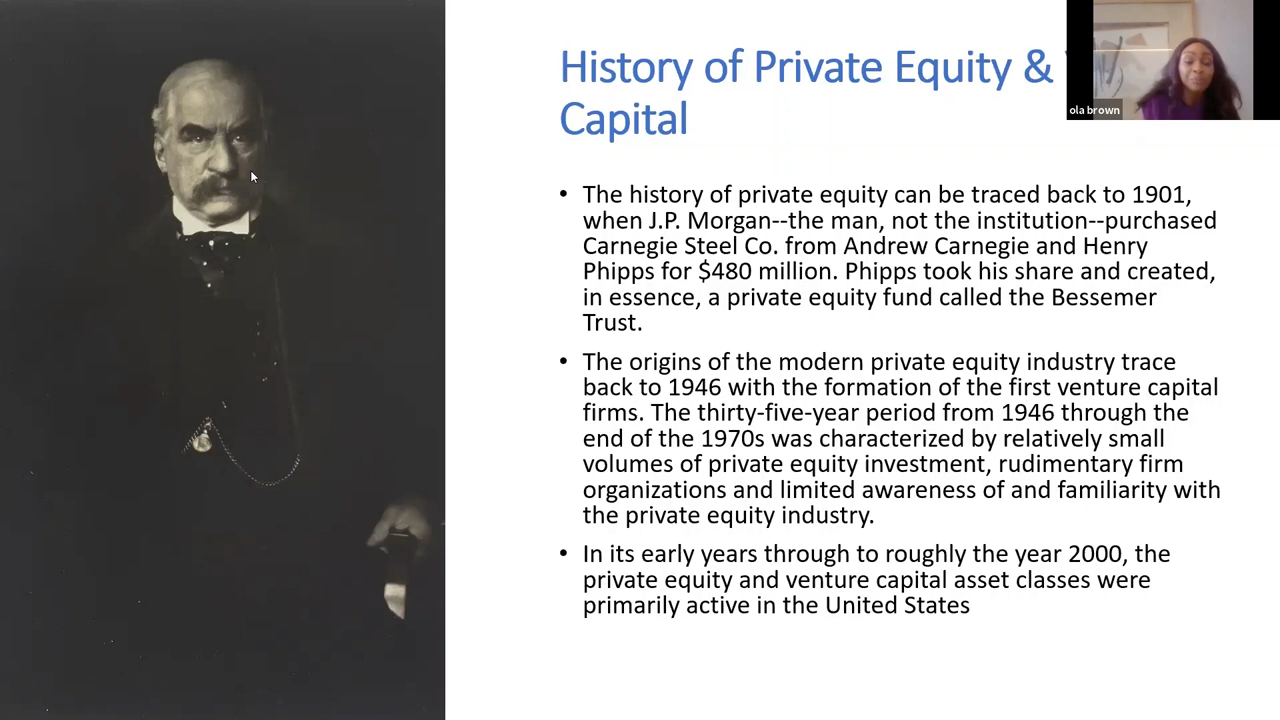 History of Private Equity &
Capital
ola brown
• The history of private equity can be traced back to 1901,
when J.P. Morgan--the man, not the institution--purchased
Carnegie Steel Co. from Andrew Carnegie and Henry
Phipps for $480 million. Phipps took his share and created,
in essence, a private equity fund called the Bessemer
Trust.
• The origins of the modern private equity industry trace
back to 1946 with the formation of the first venture capital
firms. The thirty-five-year period from 1946 through the
end of the 1970s was characterized by relatively small
volumes of private equity investment, rudimentary firm
organizations and limited awareness of and familiarity with
the private equity industry.
• In its early years through to roughly the year 2000, the
private equity and venture capital asset classes were
primarily active in the United States